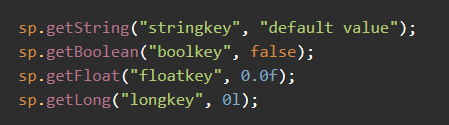 sp.getString("stringkey", "default value");
sp.getBoolean("boolkey", false);
sp.getFloat("floatkey", 0.0f);
sp.getLong("longkey", 0l);